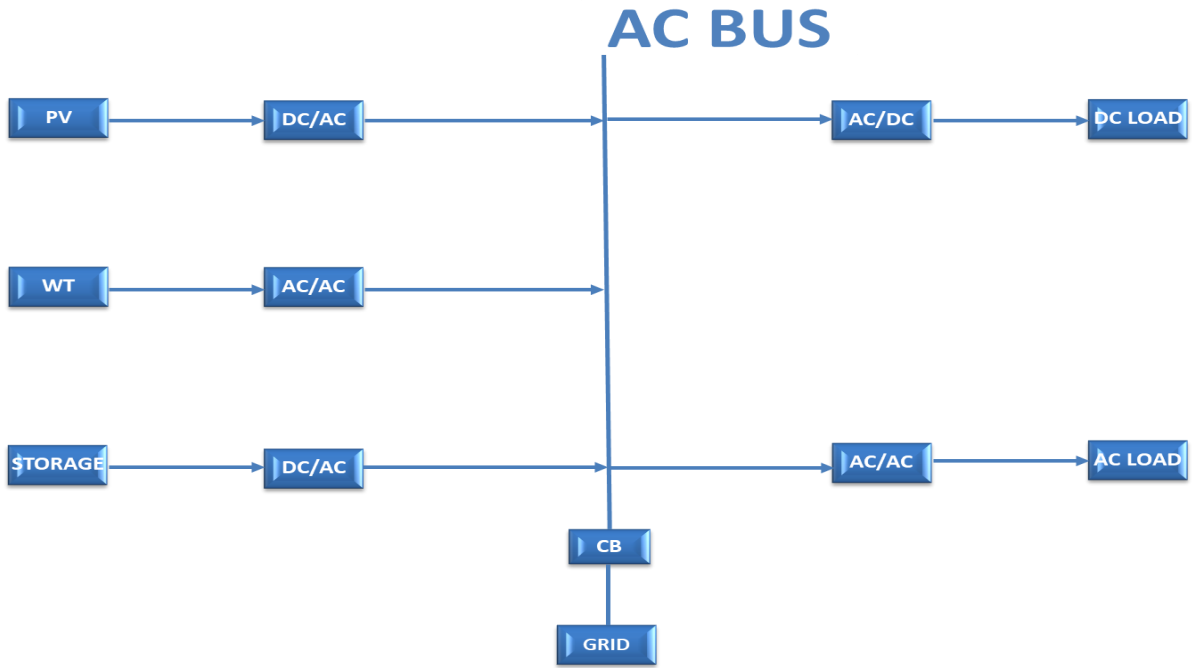 AC BUS
PV
DC/AC
AC/DC
DC LOAD
WT
AC/AC
STORAGE
DC/AC
AC/AC
AC LOAD
CB
GRID